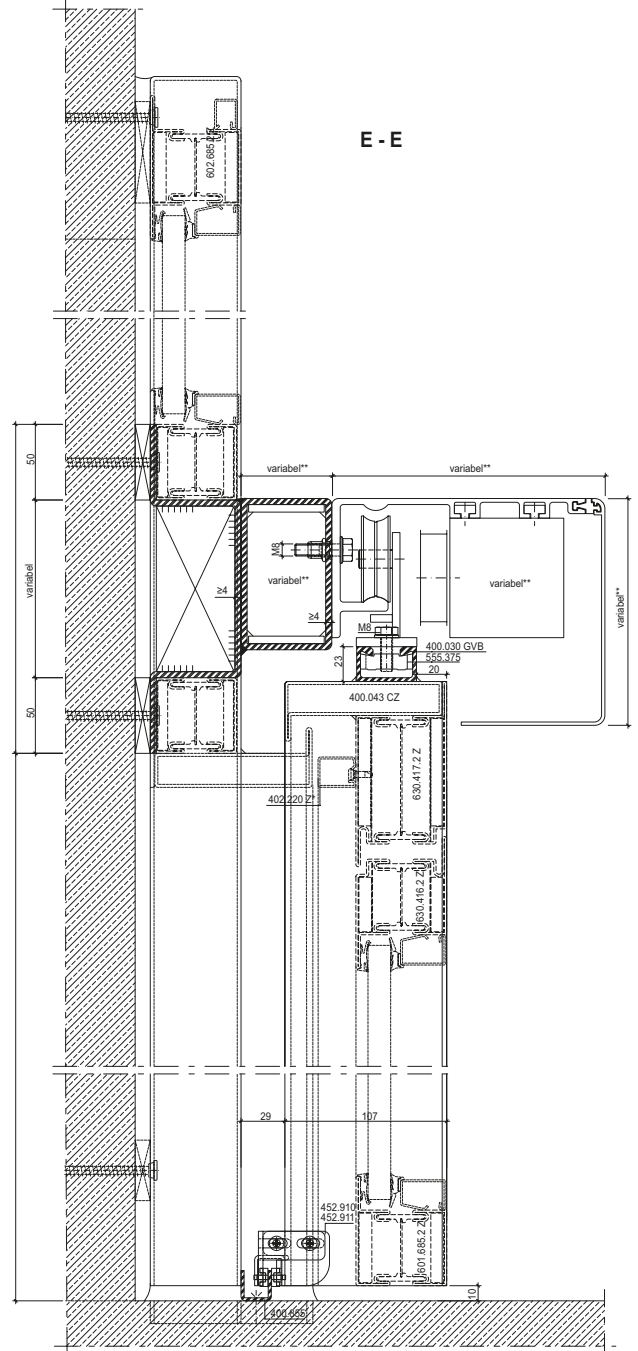 E - E
602.685 Z
50
variabel**
variabel**
M8
variabel
≥4
variabel**
≥4
variabel**
variabel**
M8
400.030 GVB
555.375
23
20
400.043 CZ
50
402.220 Z*
630.417.2 Z
630.416.2 Z
29
107
452.910
452.911
601.685.2 Z
400.855
10